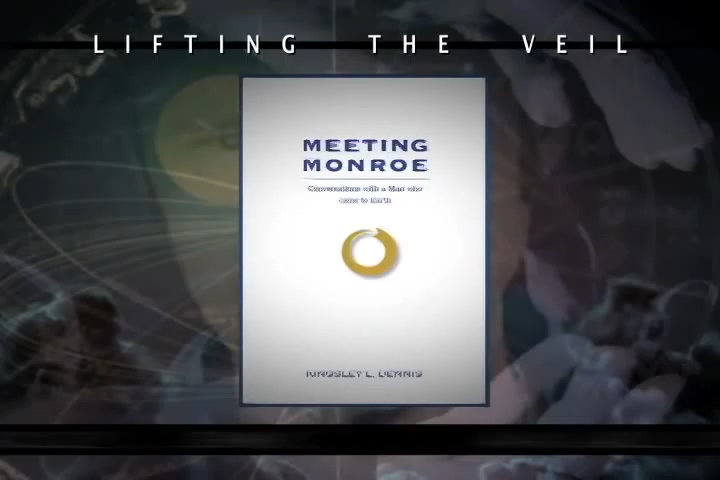 LIFTING THE VEIL
MEETING
MONROE
Conversations with a Man who
came to Earth
KINGSLEY L. DENNIS